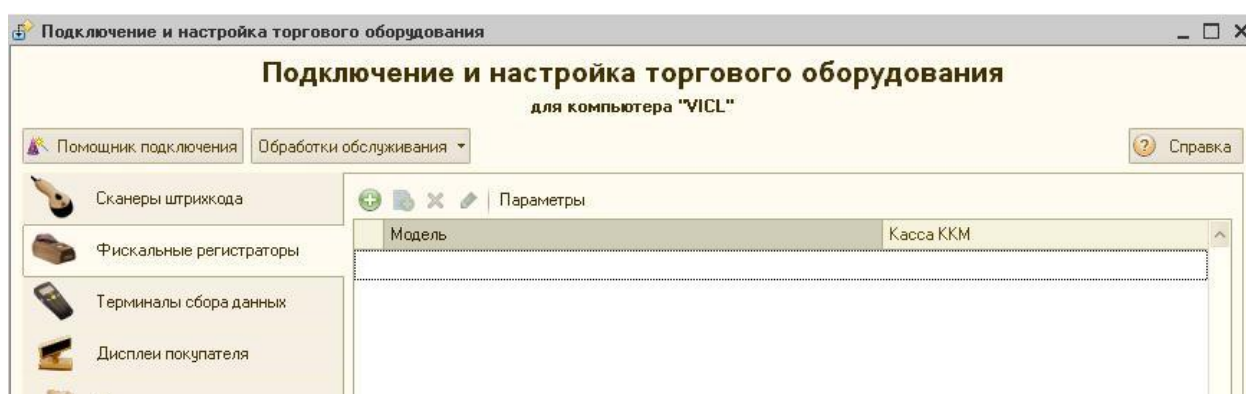 Подключение и настройка торгового оборудования
Подключение и настройка торгового оборудования
для компьютера "VICL"
Помощник подключения Обработки обслуживания Справка
Сканеры штрихкода
Параметры
Модель Касса ККМ
Фискальные регистраторы
Терминалы сбора данных
Дисплеи покупателя